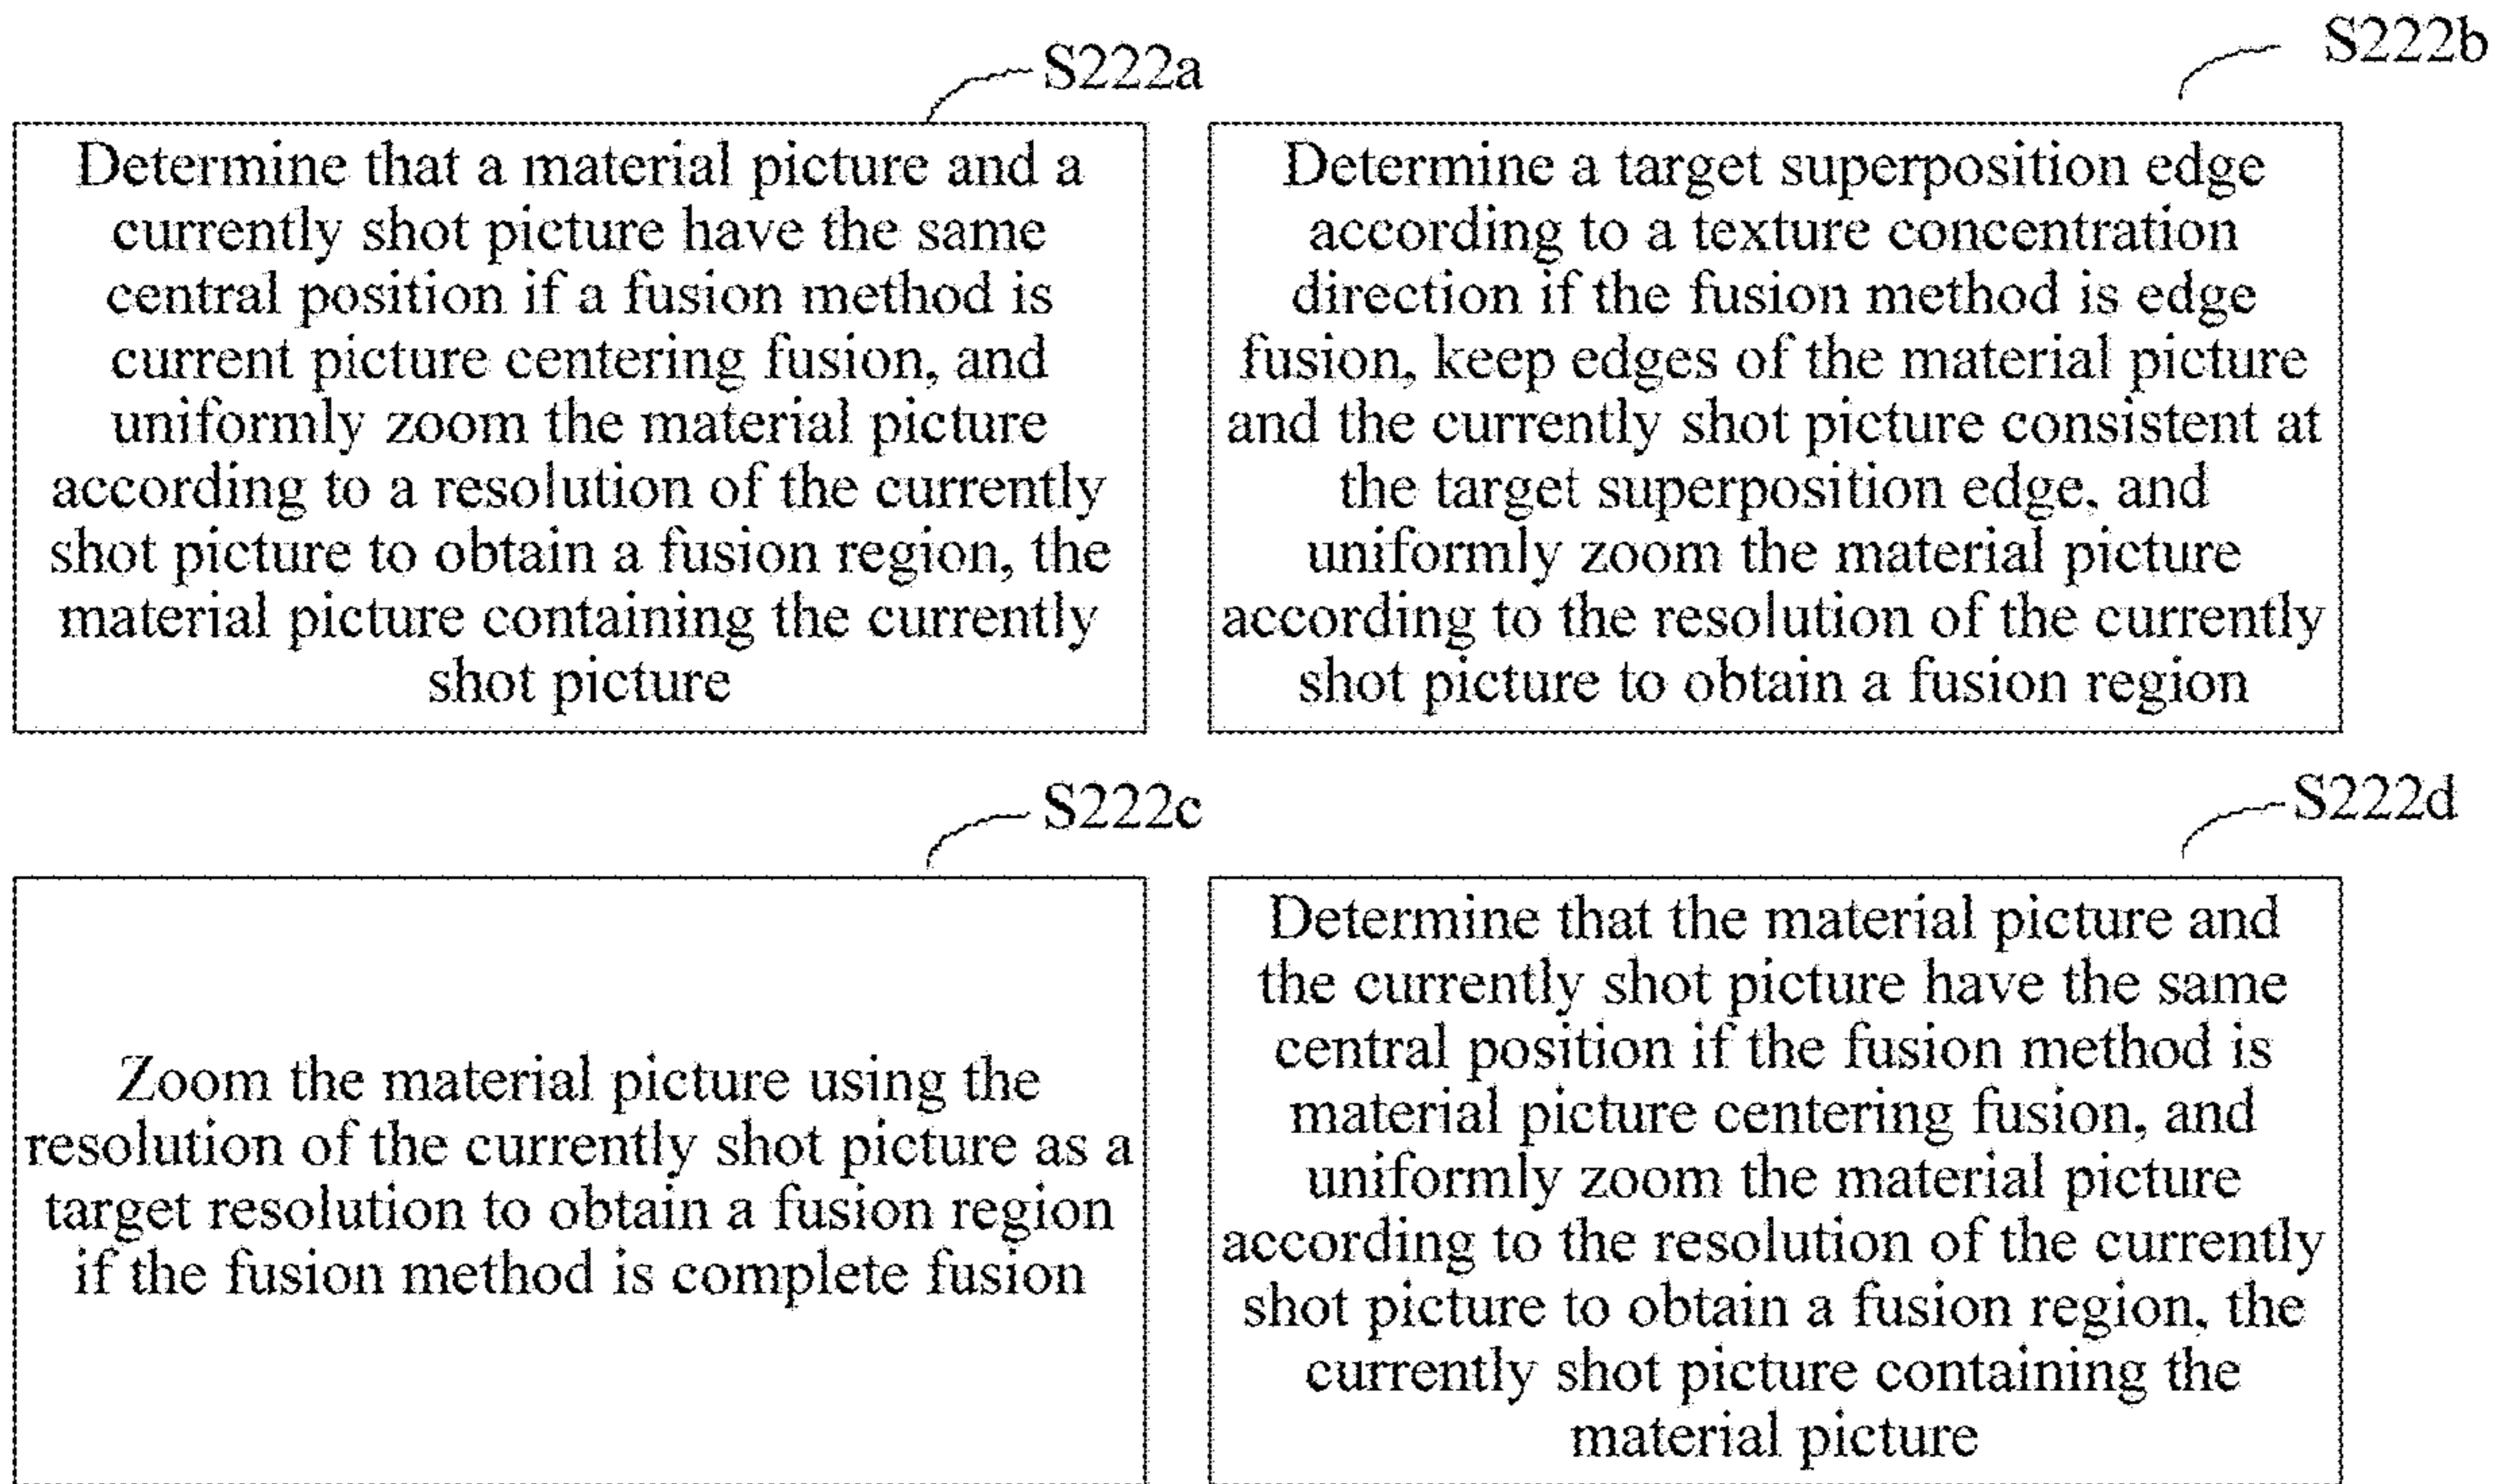 S222a
Determine that a material picture and a
currently shot picture have the same
central position if a fusion method is
current picture centering fusion, and
uniformly zoom the material picture
according to a resolution of the currently
shot picture to obtain a fusion region, the
material picture containing the currently
shot picture
S222b
Determine a target superposition edge
according to a texture concentration
direction if the fusion method is edge
fusion, keep edges of the material picture
and the currently shot picture consistent at
the target superposition edge, and
uniformly zoom the material picture
according to the resolution of the currently
shot picture to obtain a fusion region
S222c
Zoom the material picture using the
resolution of the currently shot picture as a
target resolution to obtain a fusion region
if the fusion method is complete fusion
S222d
Determine that the material picture and
the currently shot picture have the same
central position if the fusion method is
material picture centering fusion, and
uniformly zoom the material picture
according to the resolution of the currently
shot picture to obtain a fusion region, the
currently shot picture containing the
material picture